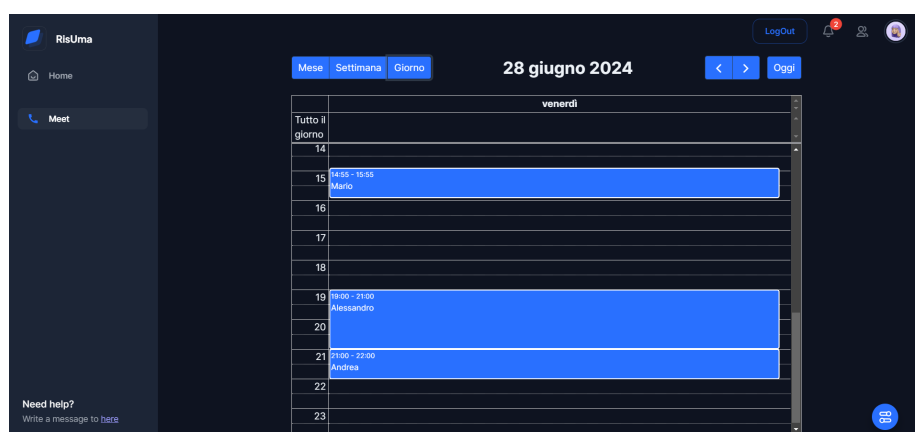 RisUma
LogOut
2
Home
Meet
Mese Settimana Giorno
28 giugno 2024
Oggi
venerdì
Tutto il
giorno
14
15
14:55 - 15:55
Mario
16
17
18
19
19:00 - 21:00
Alessandro
20
21
21:00 - 22:00
Andrea
22
23
Need help?
Write a message to here